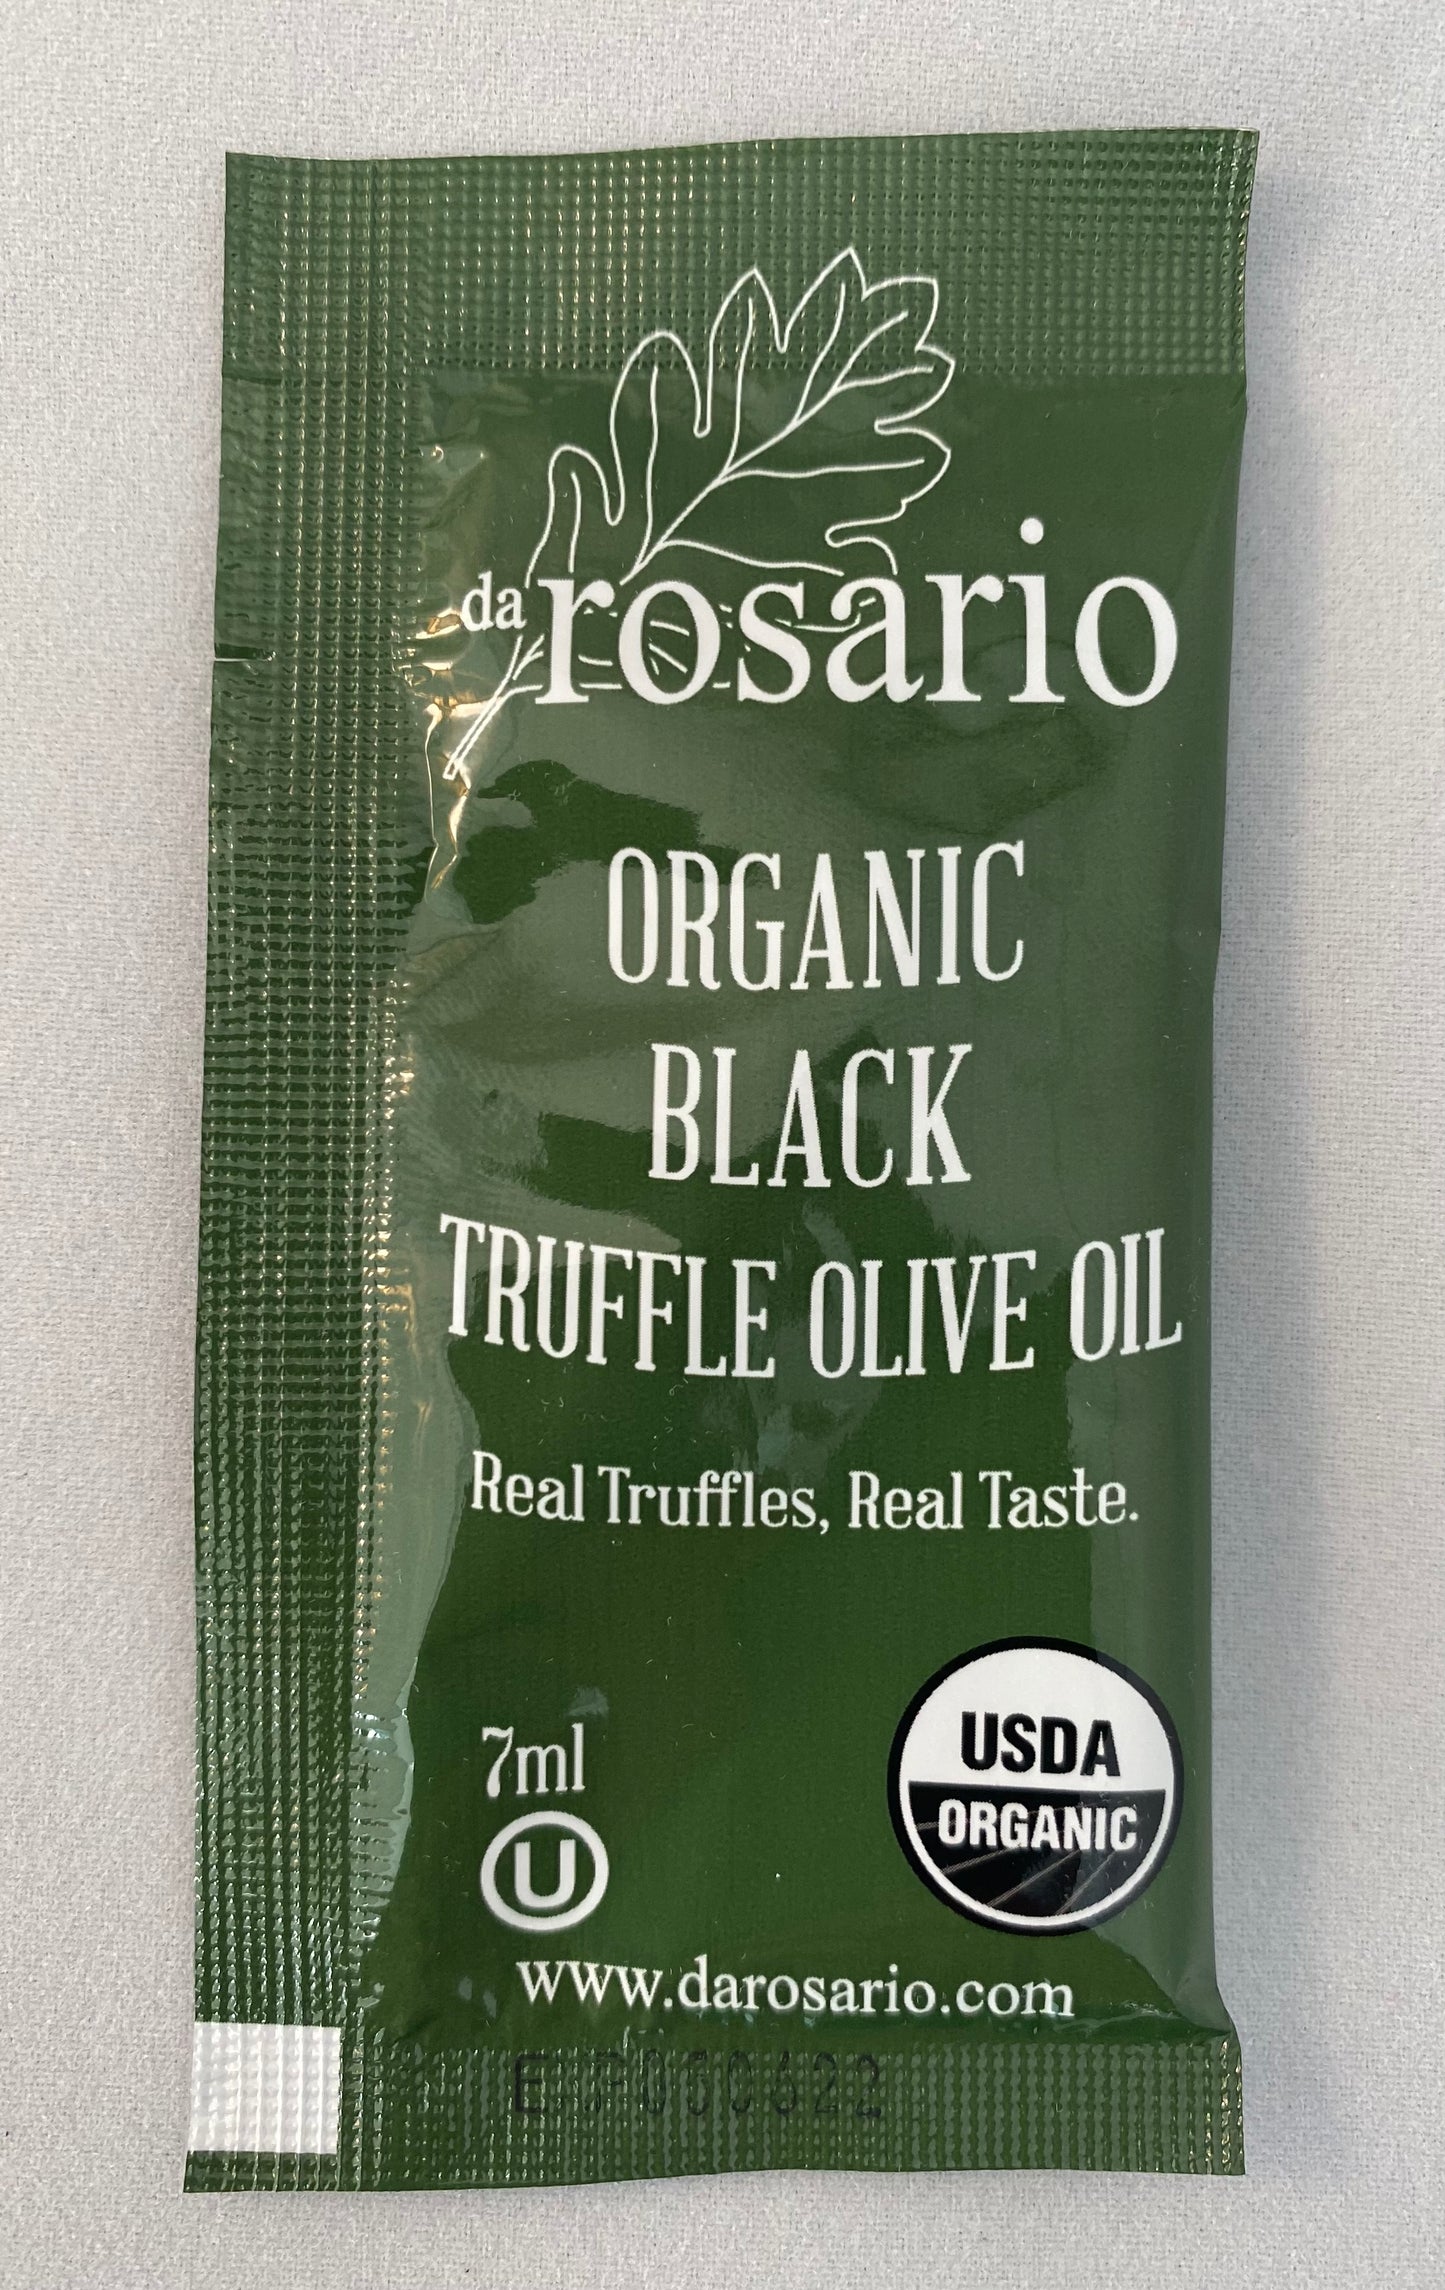 da rosario
ORGANIC
BLACK
TRUFFLE OLIVE OIL
Real Truffles, Real Taste.
7ml
U
USDA
ORGANIC
www.darosario.com